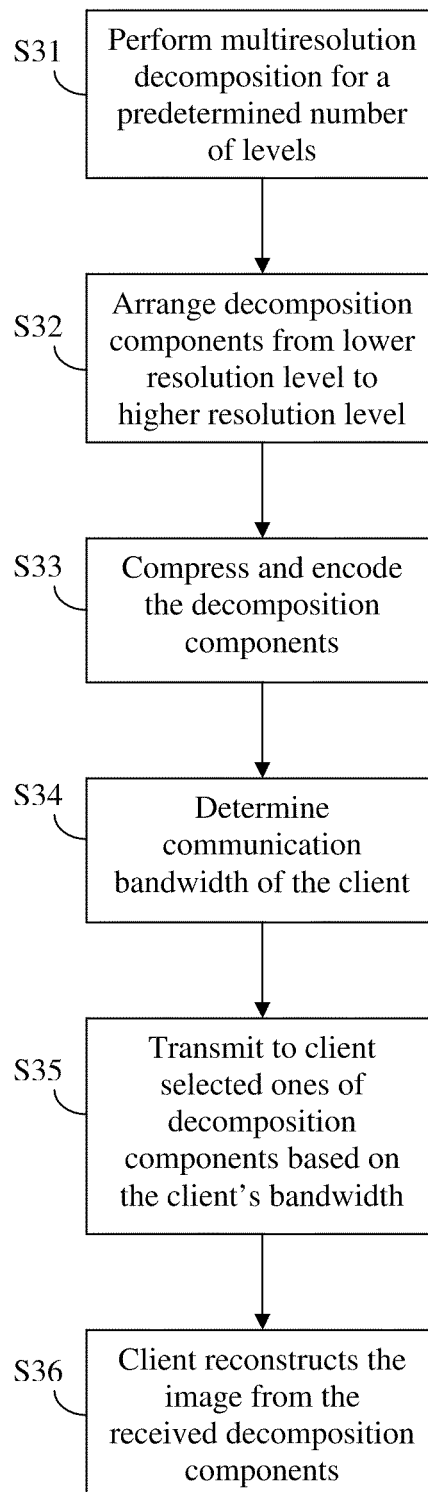 S31
Perform multiresolution
decomposition for a
predetermined number
of levels
S32
Arrange decomposition
components from lower
resolution level to
higher resolution level
S33
Compress and encode
the decomposition
components
S34
Determine
communication
bandwidth of the client
S35
Transmit to client
selected ones of
decomposition
components based on
the client's bandwidth
S36
Client reconstructs the
image from the
received decomposition
components